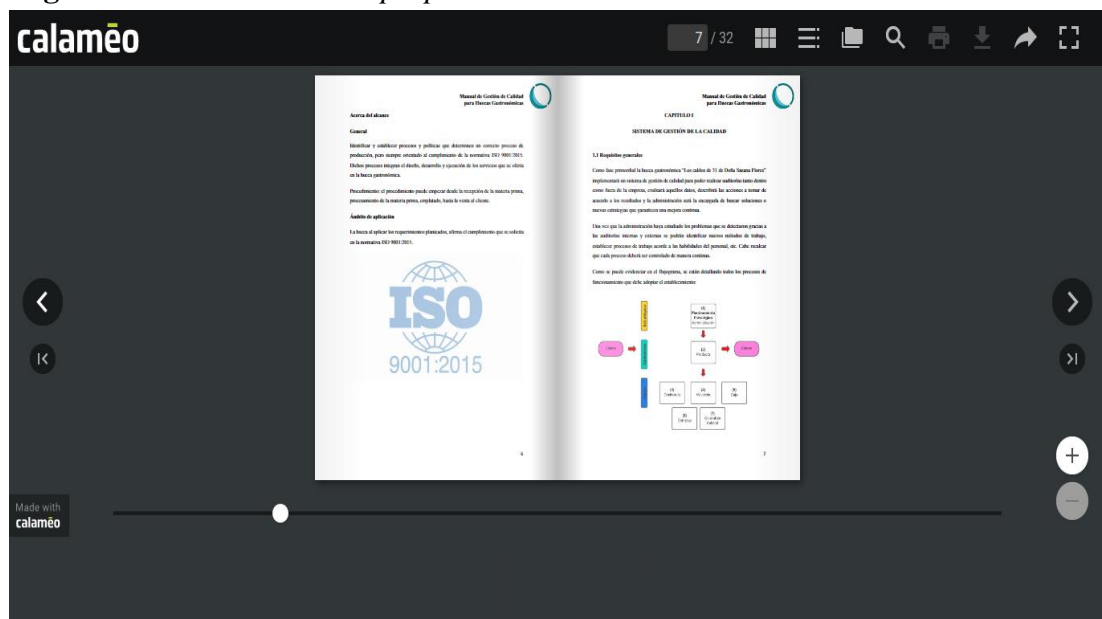 calamēo
7 / 32
Manual de Gestión de Calidad
para Huecas Gastronómicas
Acerca del alcance
General
Identificar y establecer procesos y políticas que determinen un correcto proceso de
producción, pero siempre orientado al cumplimiento de la normativa ISO 9001:2015.
Dichos procesos integran el diseño, desarrollo y ejecución de los servicios que se oferta
en la hueca gastronómica.
Procedimiento: el procedimiento puede empezar desde la recepción de la materia prima,
procesamiento de la materia prima, emplatado, hasta la venta al cliente.
Ámbito de aplicación
La hueca al aplicar los requerimientos planteados, afirma el cumplimiento que se solicita
en la normativa ISO 9001:2015.
ISO
9001:2015
6
Manual de Gestión de Calidad
para Huecas Gastronómicas
CAPITULO I
SISTEMA DE GESTIÓN DE LA CALIDAD
1.1 Requisitos generales
Como fase primordial la hueca gastronómica "Los caldos de 31 de Doña Susana Flores"
implementará un sistema de gestión de calidad para poder realizar auditorías tanto dentro
como fuera de la empresa, evaluará aquellos datos, describirá las acciones a tomar de
acuerdo a los resultados y la administración será la encargada de buscar soluciones o
nuevas estrategias que garanticen una mejora continua.
Una vez que la administración haya estudiado los problemas que se detectaron gracias a
las auditorías internas y externas se podrán identificar nuevos métodos de trabajo,
establecer procesos de trabajo acorde a las habilidades del personal, etc. Cabe recalcar
que cada proceso deberá ser controlado de manera continua.
Como se puede evidenciar en el flujograma, se están detallando todos los procesos de
funcionamiento que debe adoptar el establecimiento:
7
Made with
calamēo